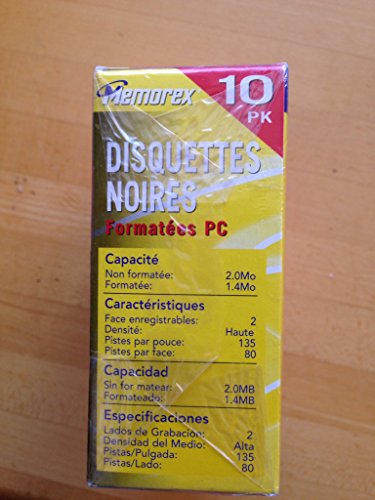 Memorex
10
PK
DISQUETTES
NOIRES
Formatées PC
Capacité
Non formatée: 2.0Mo
Formatée: 1.4Mo
Caractéristiques
Face enregistrables: 2
Densité: Haute
Pistes par pouce: 135
Pistes par face: 80
Capacidad
Sin for matear: 2.0MB
Formateado: 1.4MB
Especificaciones
Lados de Grabacion: 2
Densidad del Medio: Alta
Pistas/Pulgada: 135
Pistas/Lado: 80